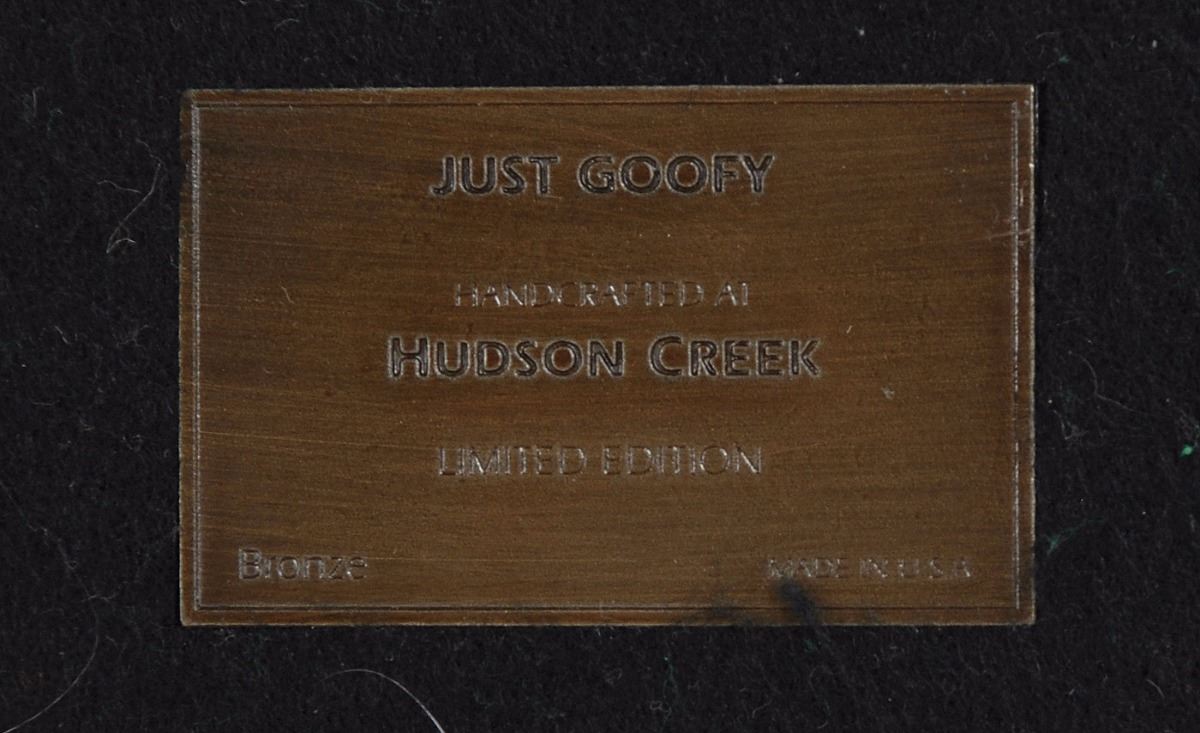 JUST GOOFY
HANDCRAFTED AT
HUDSON CREEK
LIMITED EDITION
Bronze MADE IN U.S.A